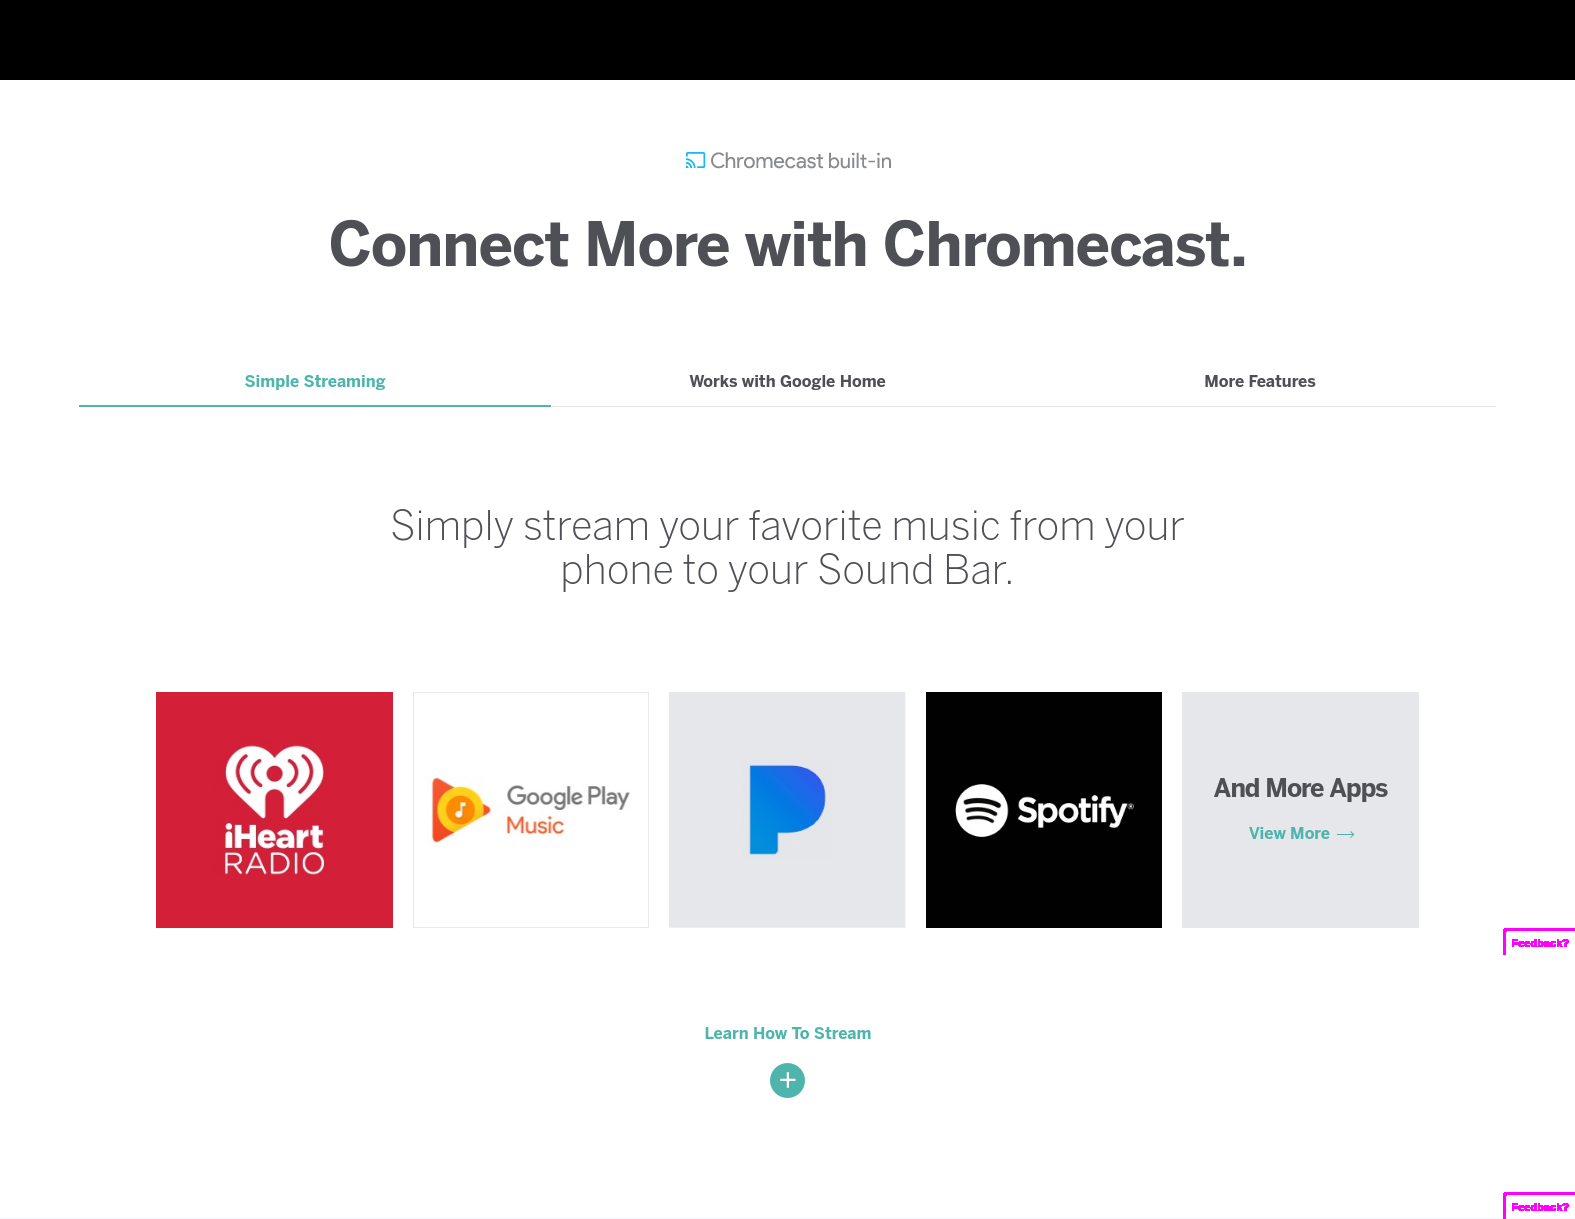 Chromecast built-in
Connect More with Chromecast.
Simple Streaming
Works with Google Home
More Features
Simply stream your favorite music from your
phone to your Sound Bar.
iHeart
RADIO
Google Play
Music
Spotify®
And More Apps
View More →
Feedback?
Learn How To Stream
Feedback?